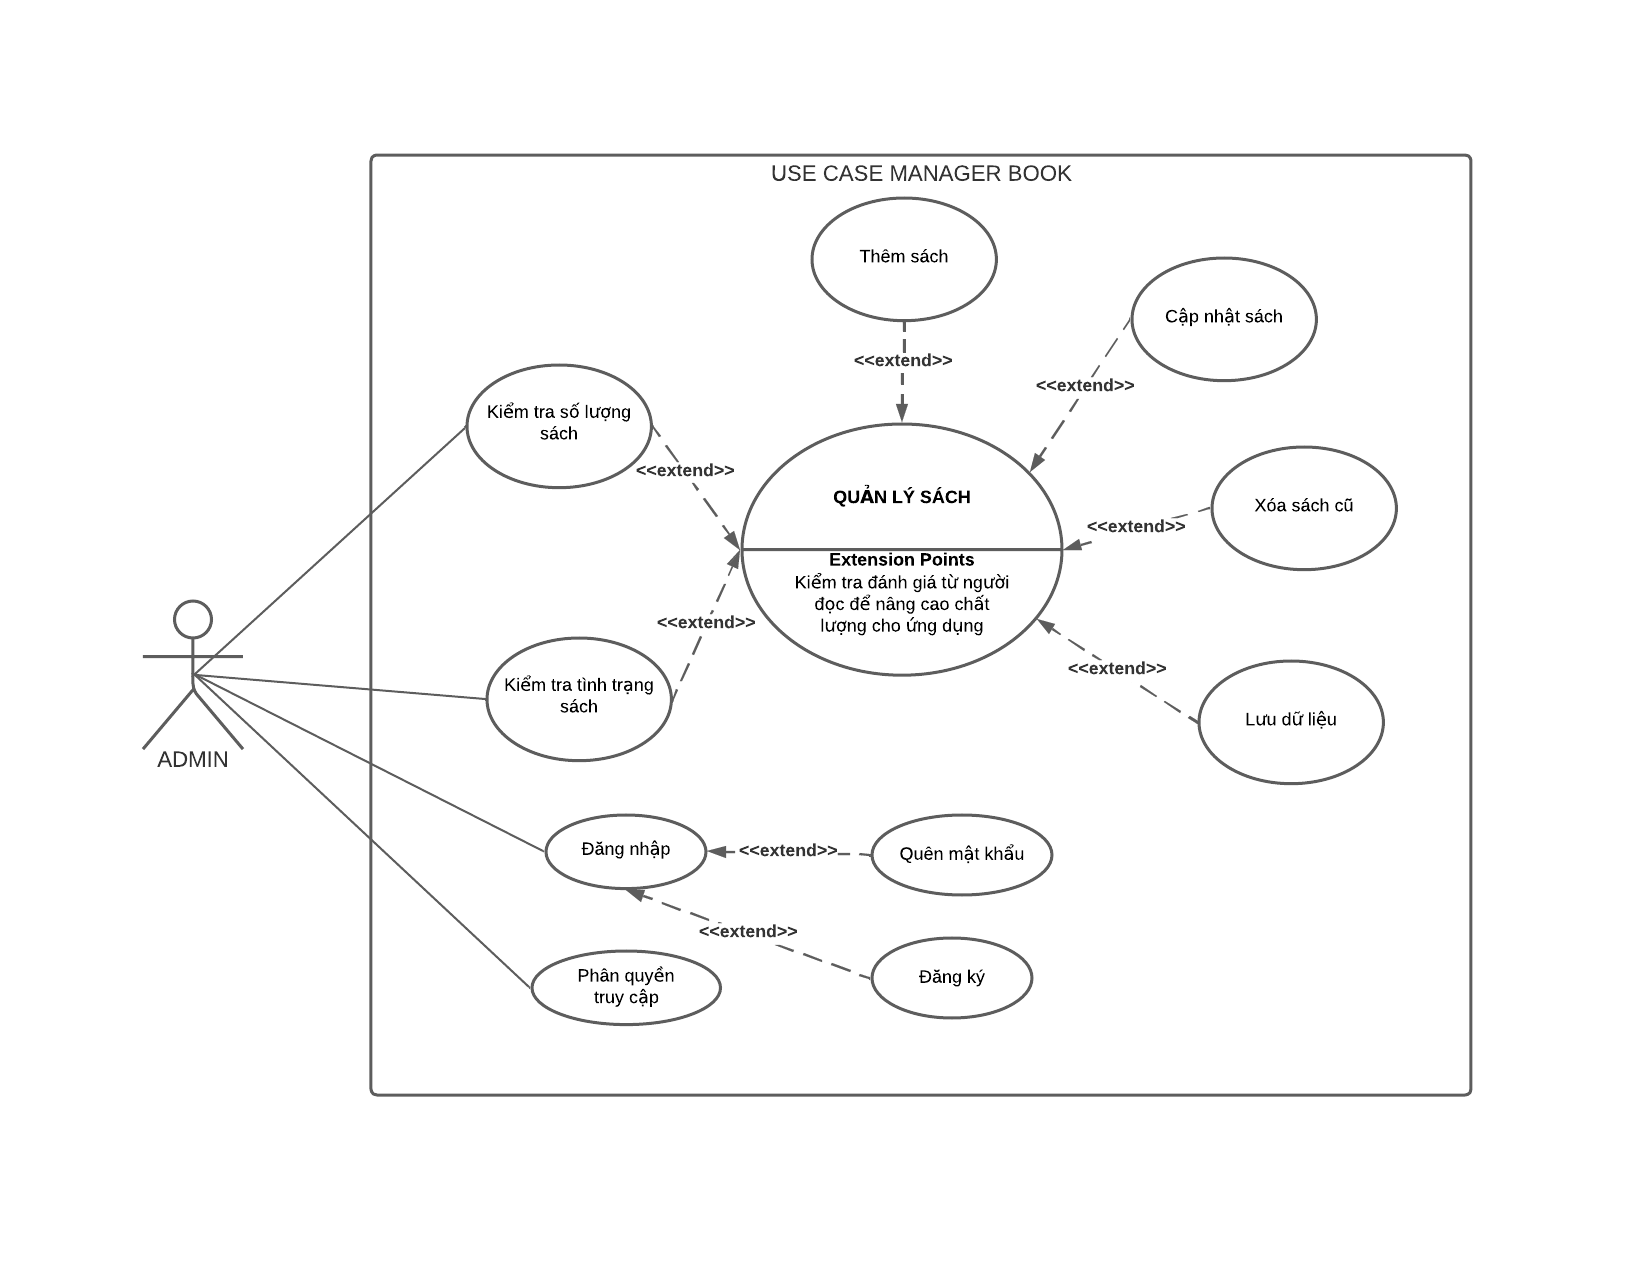 USE CASE MANAGER BOOK
Thêm sách
Cập nhật sách
<<extend>>
<<extend>>
Kiểm tra số lượng
sách
<<extend>>
QUẢN LÝ SÁCH
Xóa sách cũ
<<extend>>
Extension Points
Kiểm tra đánh giá từ người
đọc để nâng cao chất
lượng cho ứng dụng
<<extend>>
<<extend>>
Kiểm tra tình trạng
sách
Lưu dữ liệu
ADMIN
Đăng nhập
<<extend>>
Quên mật khẩu
<<extend>>
Phân quyền
truy cập
Đăng ký